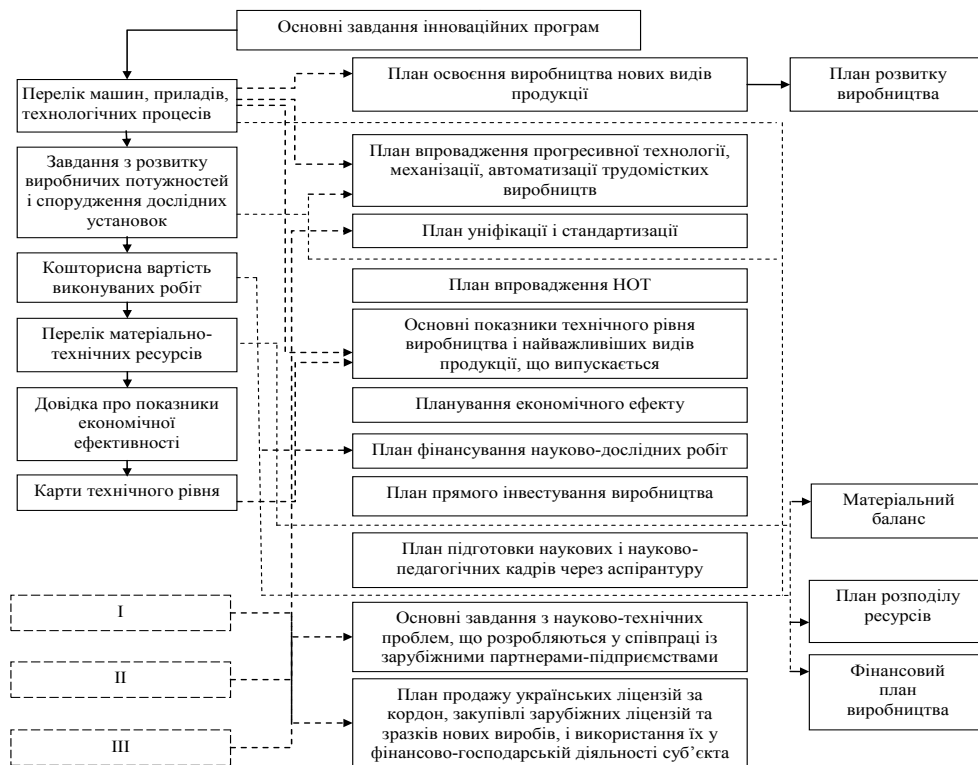 Основні завдання інноваційних програм
Перелік машин, приладів,
технологічних процесів
Завдання з розвитку
виробничих потужностей
і спорудження дослідних
установок
Кошторисна вартість
виконуваних робіт
Перелік матеріально-
технічних ресурсів
Довідка про показники
економічної
ефективності
Карти технічного рівня
I
II
III
План освоєння виробництва нових видів
продукції
План впровадження прогресивної технології,
механізації, автоматизації трудомістких
виробництв
План уніфікації і стандартизації
План впровадження НОТ
Основні показники технічного рівня
виробництва і найважливіших видів
продукції, що випускається
Планування економічного ефекту
План фінансування науково-дослідних робіт
План прямого інвестування виробництва
План підготовки наукових і науково-
педагогічних кадрів через аспірантуру
Основні завдання з науково-технічних
проблем, що розробляються у співпраці із
зарубіжними партнерами-підприємствами
План продажу українських ліцензій за
кордон, закупівлі зарубіжних ліцензій та
зразків нових виробів, і використання їх у
фінансово-господарській діяльності суб’єкта
План розвитку
виробництва
Матеріальний
баланс
План розподілу
ресурсів
Фінансовий
план
виробництва